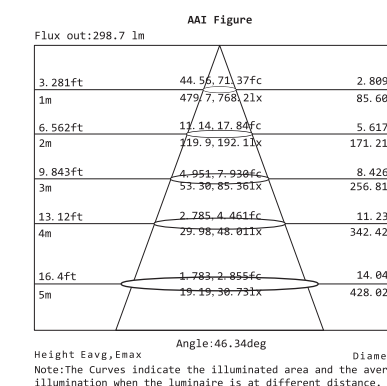 AAI Figure
Flux out:298.7 lm
3.281ft 44.56,71.37fc 2.809
1m 479.7,768.2lx 85.60
6.562ft 11.14,17.84fc 5.617
2m 119.9,192.1lx 171.21
9.843ft 4.951,7.930fc 8.426
3m 53.30,85.36lx 256.81
13.12ft 2.785,4.461fc 11.23
4m 29.98,48.01lx 342.42
16.4ft 1.783,2.855fc 14.04
5m 19.19,30.73lx 428.02
Angle:46.34deg
Height Eavg,Emax Diame
Note:The Curves indicate the illuminated area and the aver
illumination when the luminaire is at different distance.